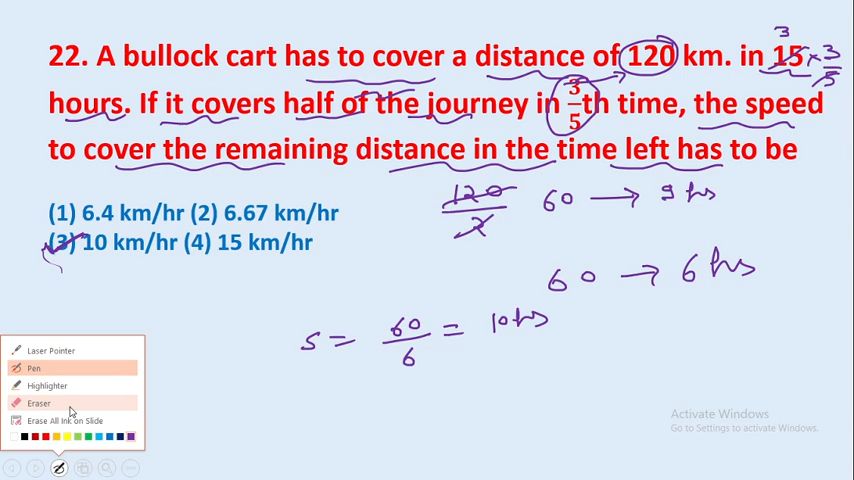 22. A bullock cart has to cover a distance of 120 km. in 15 × 3/5
3
hours. If it covers half of the journey in 3/5 th time, the speed
to cover the remaining distance in the time left has to be
120/2 60 → 9 hrs
(1) 6.4 km/hr (2) 6.67 km/hr
(3) 10 km/hr (4) 15 km/hr
60 → 6 hrs
S = 60/6 = 10 hrs
Laser Pointer
Pen
Highlighter
Eraser
Erase All Ink on Slide
Activate Windows
Go to Settings to activate Windows.